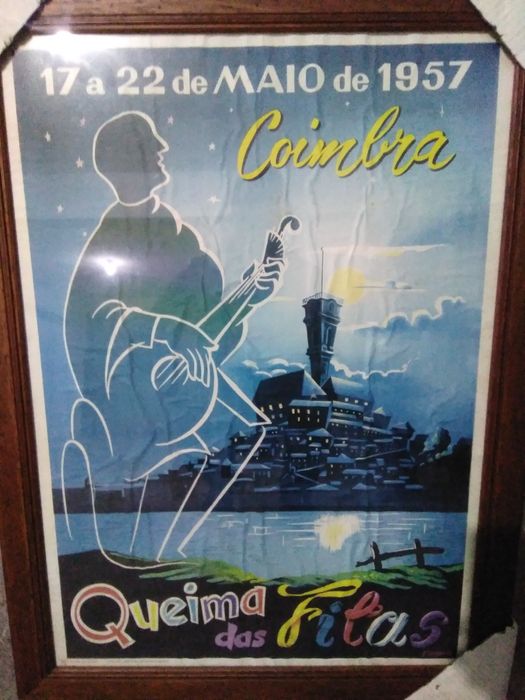 17 a 22 de MAIO de 1957
Coimbra
Queima
das Fitas